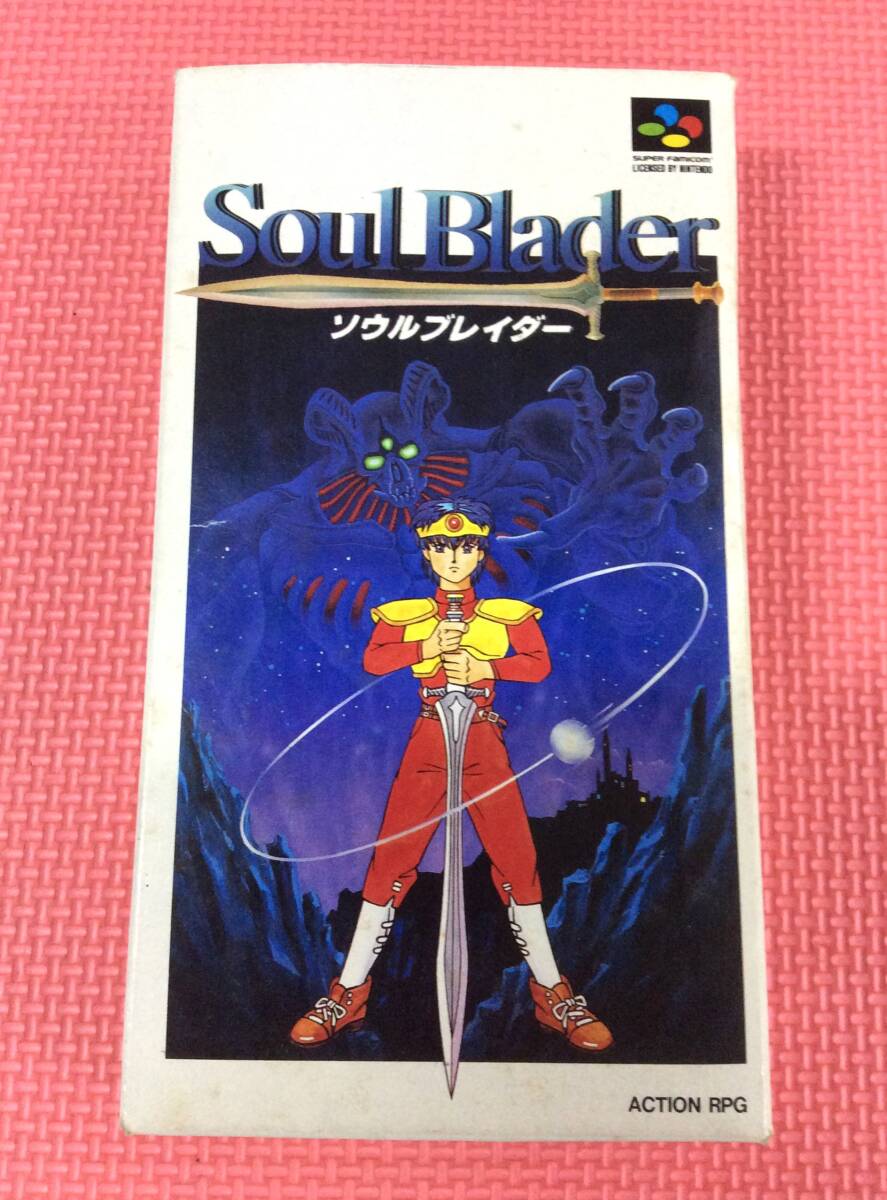 SUPER FAMICOM
LICENSED BY NINTENDO
Soul Blader
ソウルブレイダー
ACTION RPG